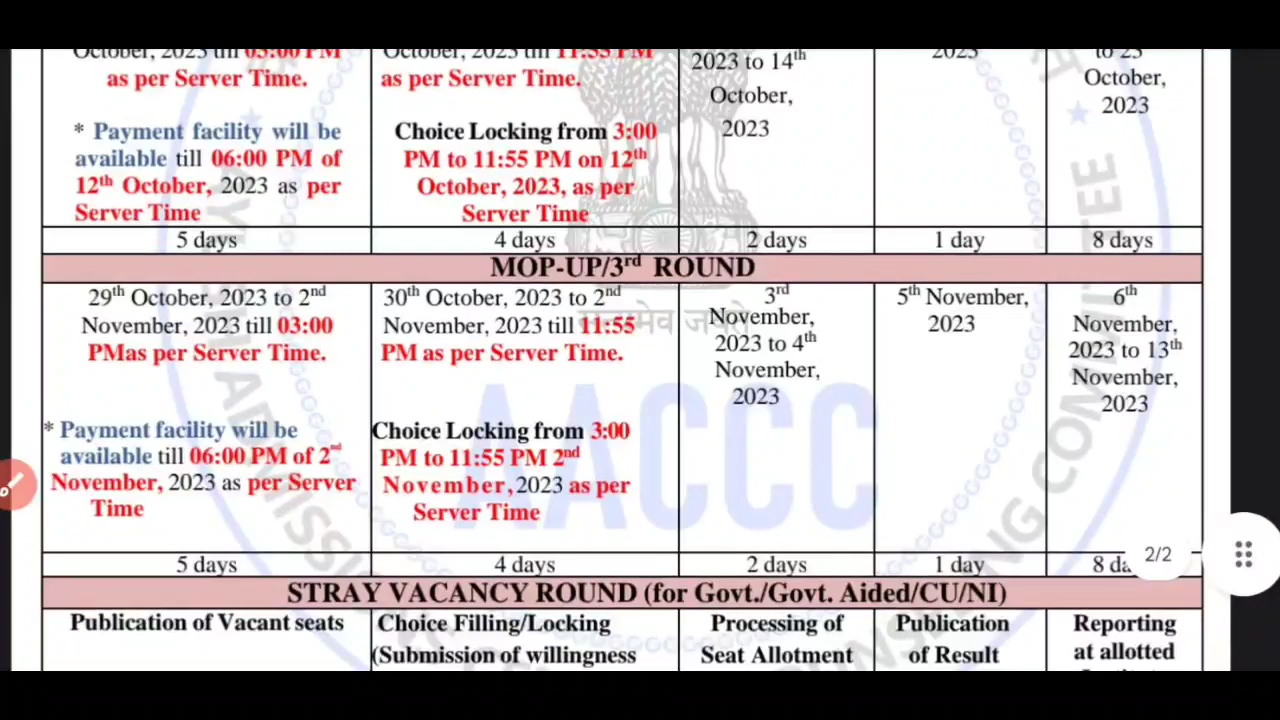 October, 2023 till 03:00 PM
as per Server Time.
* Payment facility will be
available till 06:00 PM of
12th October, 2023 as per
Server Time
October, 2023 till 11:55 PM
as per Server Time.
Choice Locking from 3:00
PM to 11:55 PM on 12th
October, 2023, as per
Server Time
2023 to 14th
October,
2023
2023
to 23
October,
2023
5 days
4 days
2 days
1 day
8 days
MOP-UP/3rd ROUND
29th October, 2023 to 2nd
November, 2023 till 03:00
PMas per Server Time.
* Payment facility will be
available till 06:00 PM of 2nd
November, 2023 as per Server
Time
30th October, 2023 to 2nd
November, 2023 till 11:55
PM as per Server Time.
Choice Locking from 3:00
PM to 11:55 PM 2nd
November, 2023 as per
Server Time
3rd
November,
2023 to 4th
November,
2023
5th November,
2023
6th
November,
2023 to 13th
November,
2023
5 days
4 days
2 days
1 day
8 da
2/2
STRAY VACANCY ROUND (for Govt./Govt. Aided/CU/NI)
Publication of Vacant seats
Choice Filling/Locking
(Submission of willingness
Processing of
Seat Allotment
Publication
of Result
Reporting
at allotted
सत्यमेव जयते
AACCC